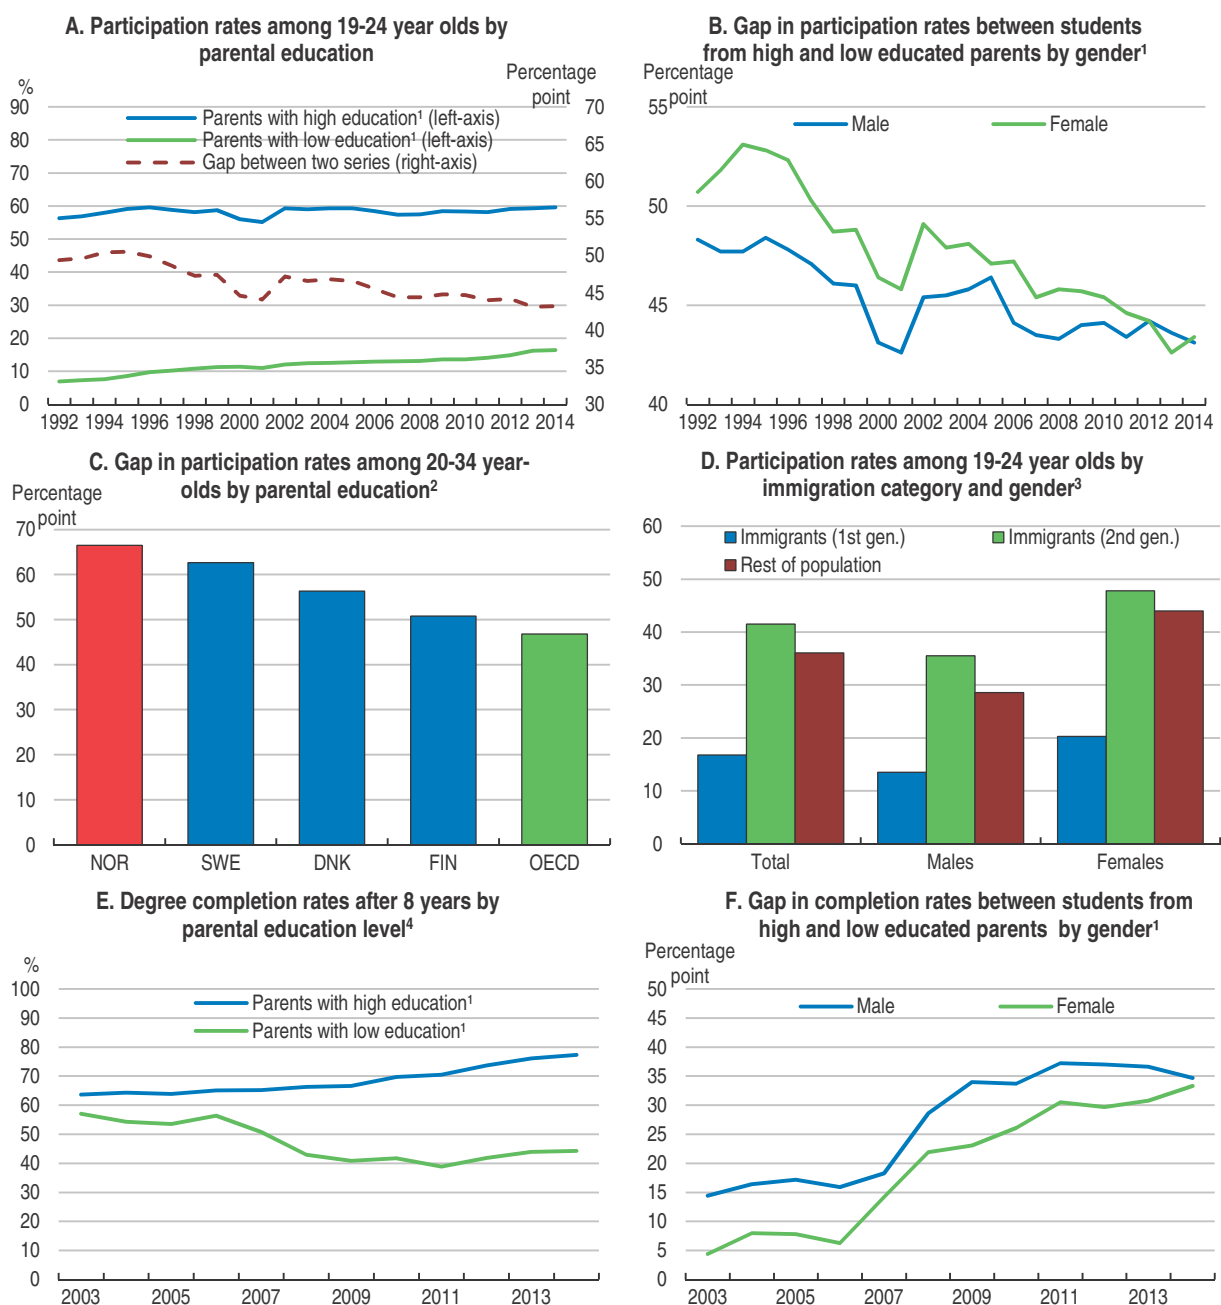 A. Participation rates among 19-24 year olds by
parental education
%
Percentage
point
90
80
70
60
50
40
30
20
10
0
70
65
60
55
50
45
40
35
30
Parents with high education¹ (left-axis)
Parents with low education¹ (left-axis)
Gap between two series (right-axis)
1992 1994 1996 1998 2000 2002 2004 2006 2008 2010 2012 2014
B. Gap in participation rates between students
from high and low educated parents by gender¹
Percentage
point
55
50
45
40
Male Female
1992 1994 1996 1998 2000 2002 2004 2006 2008 2010 2012 2014
C. Gap in participation rates among 20-34 year-
olds by parental education²
Percentage
point
70
60
50
40
30
20
10
0
NOR SWE DNK FIN OECD
D. Participation rates among 19-24 year olds by
immigration category and gender³
60
50
40
30
20
10
0
Immigrants (1st gen.) Immigrants (2nd gen.)
Rest of population
Total Males Females
E. Degree completion rates after 8 years by
parental education level⁴
%
100
90
80
70
60
50
40
30
20
10
0
Parents with high education¹
Parents with low education¹
2003 2005 2007 2009 2011 2013
F. Gap in completion rates between students from
high and low educated parents by gender¹
Percentage
point
50
45
40
35
30
25
20
15
10
5
0
Male Female
2003 2005 2007 2009 2011 2013